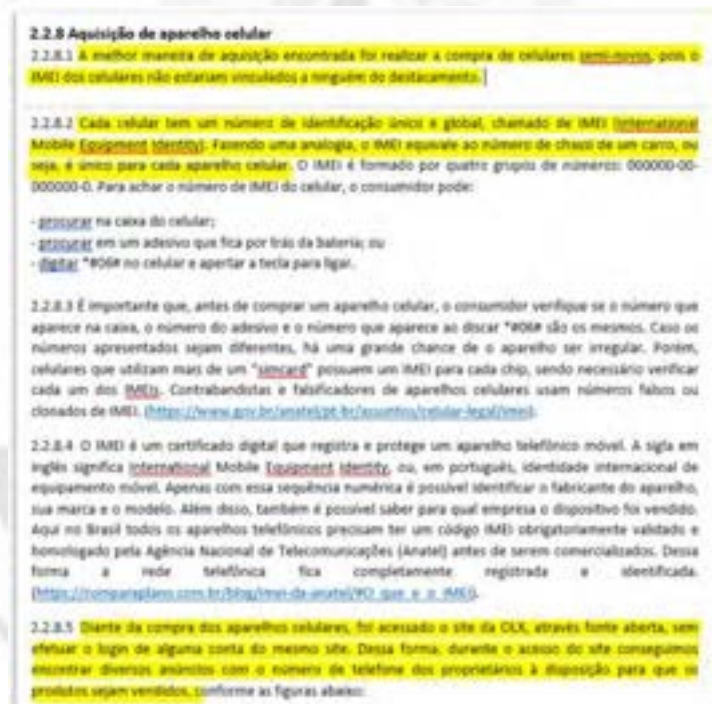 2.2.8 Aquisição de aparelho celular
2.2.8.1 A melhor maneira de aquisição encontrada foi realizar a compra de celulares semi-novos, pois o
IMEI dos celulares não estariam vinculados a ninguém do destacamento.
2.2.8.2 Cada celular tem um número de identificação único e global, chamado de IMEI (International
Mobile Equipment Identity). Fazendo uma analogia, o IMEI equivale ao número de chassi de um carro, ou
seja, é único para cada aparelho celular. O IMEI é formado por quatro grupos de números: 000000-00-
000000-0. Para achar o número de IMEI do celular, o consumidor pode:
- procurar na caixa do celular;
- procurar em um adesivo que fica por trás da bateria; ou
- digitar *#06# no celular e apertar a tecla para ligar.
2.2.8.3 É importante que, antes de comprar um aparelho celular, o consumidor verifique se o número que
aparece na caixa, o número do adesivo e o número que aparece ao discar *#06# são os mesmos. Caso os
números apresentados sejam diferentes, há uma grande chance de o aparelho ser irregular. Porém,
celulares que utilizam mais de um "simcard" possuem um IMEI para cada chip, sendo necessário verificar
cada um dos IMEIs. Contrabandistas e falsificadores de aparelhos celulares usam números falsos ou
clonados de IMEI. (https://www.gov.br/anatel/pt-br/assuntos/celular-legal/imei).
2.2.8.4 O IMEI é um certificado digital que registra e protege um aparelho telefônico móvel. A sigla em
inglês significa International Mobile Equipment Identity, ou, em português, identidade internacional de
equipamento móvel. Apenas com essa sequência numérica é possível identificar o fabricante do aparelho,
sua marca e o modelo. Além disso, também é possível saber para qual empresa o dispositivo foi vendido.
Aqui no Brasil todos os aparelhos telefônicos precisam ter um código IMEI obrigatoriamente validado e
homologado pela Agência Nacional de Telecomunicações (Anatel) antes de serem comercializados. Dessa
forma a rede telefônica fica completamente registrada e identificada.
(https://comparaplano.com.br/blog/imei-da-anatel/#O_que_e_o_IMEI).
2.2.8.5 Diante da compra dos aparelhos celulares, foi acessado o site da OLX, através fonte aberta, sem
efetuar o login de alguma conta do mesmo site. Dessa forma, durante o acesso do site conseguimos
encontrar diversos anúncios com o número de telefone dos proprietários à disposição para que os
produtos sejam vendidos, conforme as figuras abaixo: